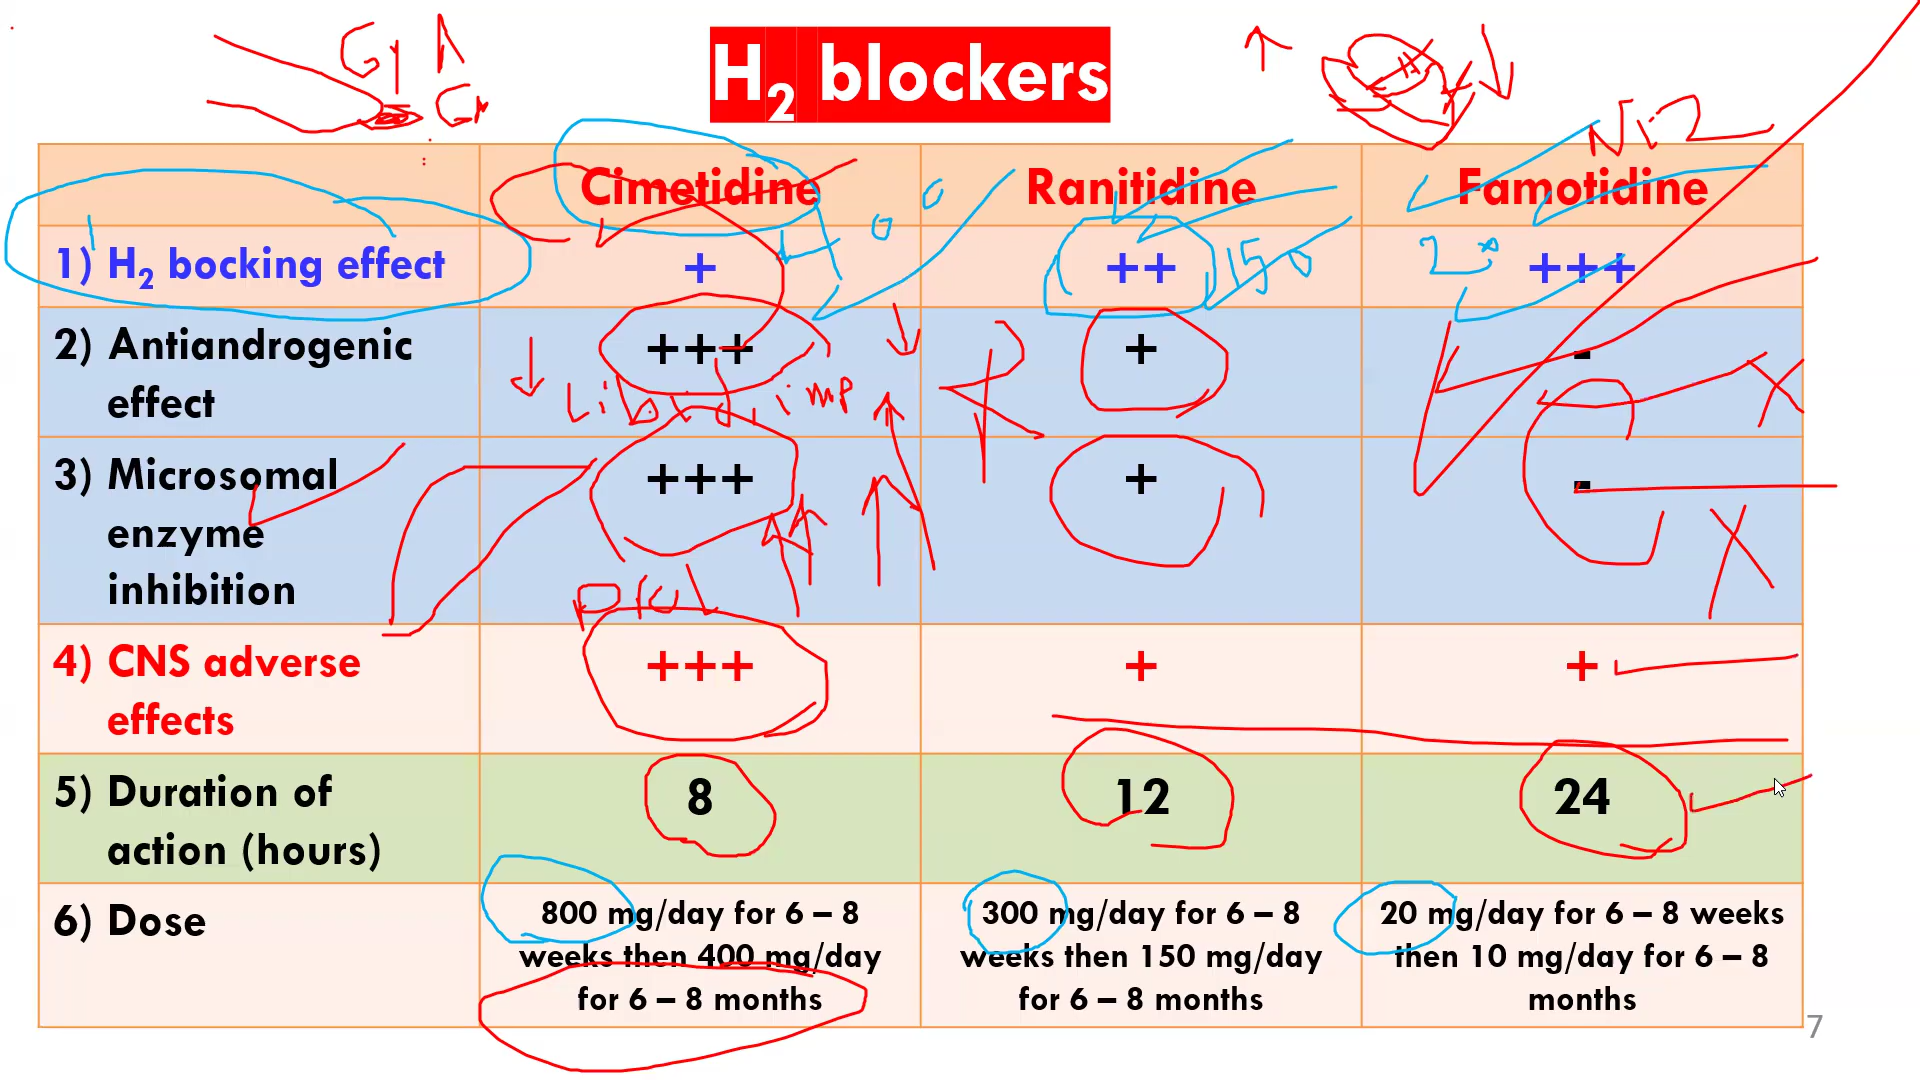 H2 blockers
Cimetidine Ranitidine Famotidine
1) H2 bocking effect + ++ +++
2) Antiandrogenic
effect
+++ + -
3) Microsomal
enzyme
inhibition
+++ + -
4) CNS adverse
effects
+++ + +
5) Duration of
action (hours)
8 12 24
6) Dose
800 mg/day for 6 – 8
weeks then 400 mg/day
for 6 – 8 months
300 mg/day for 6 – 8
weeks then 150 mg/day
for 6 – 8 months
20 mg/day for 6 – 8 weeks
then 10 mg/day for 6 – 8
months
7
150